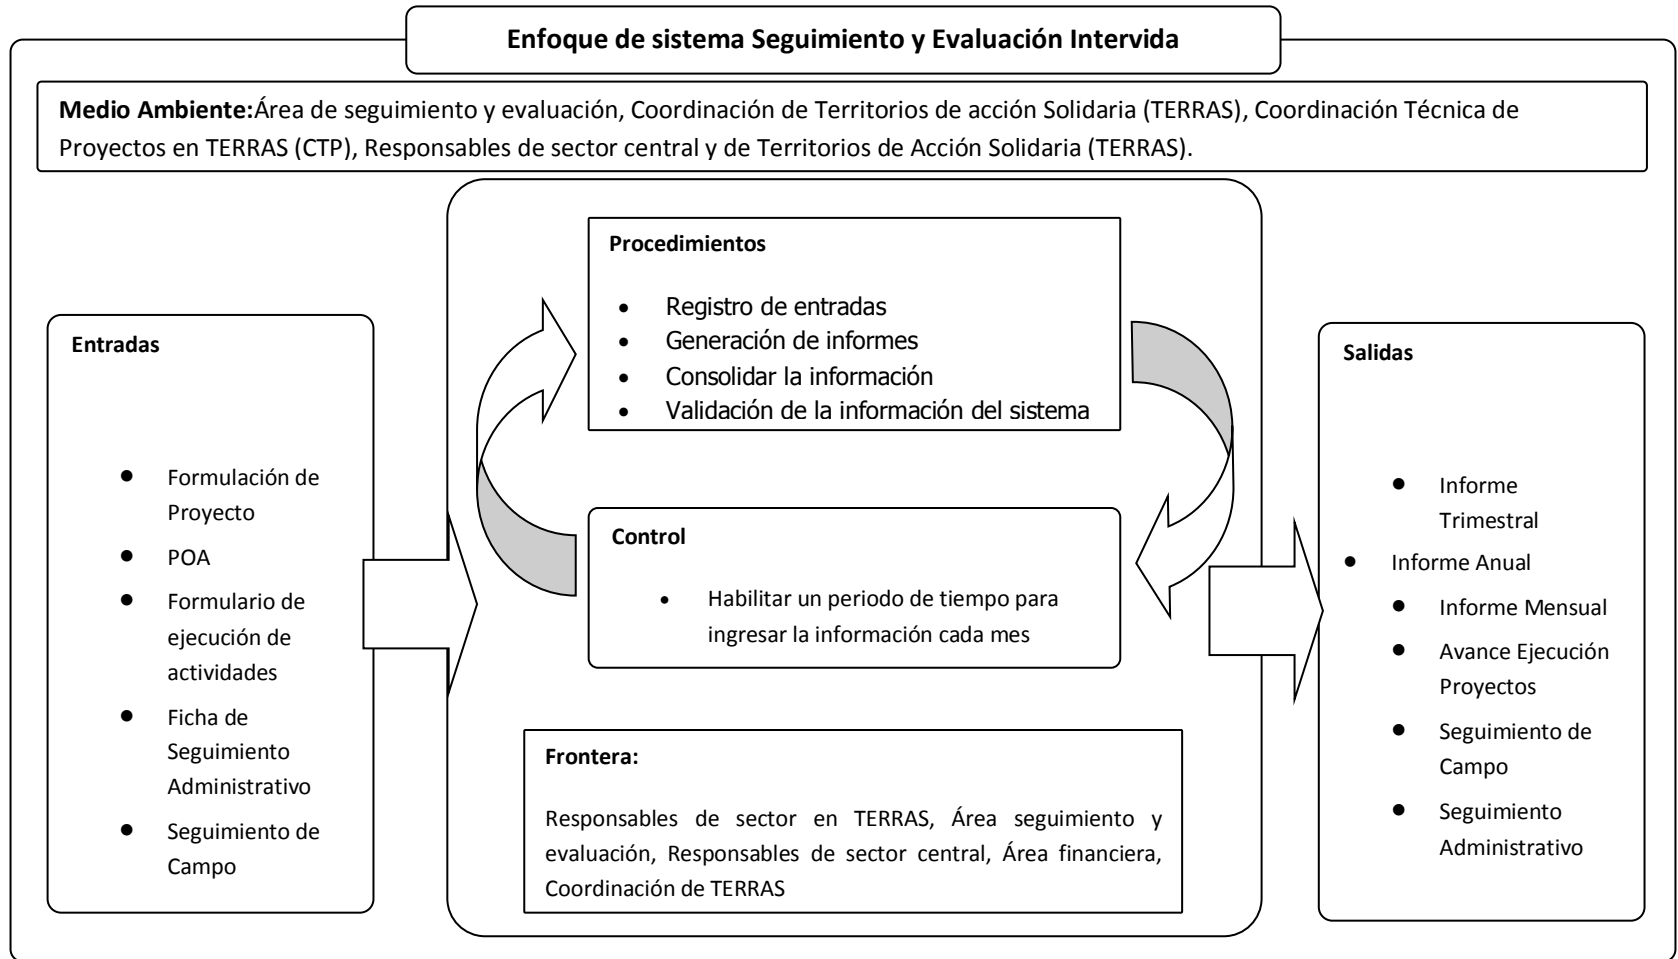 Enfoque de sistema Seguimiento y Evaluación Intervida
Medio Ambiente:Área de seguimiento y evaluación, Coordinación de Territorios de acción Solidaria (TERRAS), Coordinación Técnica de
Proyectos en TERRAS (CTP), Responsables de sector central y de Territorios de Acción Solidaria (TERRAS).
Entradas
• Formulación de
Proyecto
• POA
• Formulario de
ejecución de
actividades
• Ficha de
Seguimiento
Administrativo
• Seguimiento de
Campo
Procedimientos
• Registro de entradas
• Generación de informes
• Consolidar la información
• Validación de la información del sistema
Control
• Habilitar un periodo de tiempo para
ingresar la información cada mes
Frontera:
Responsables de sector en TERRAS, Área seguimiento y
evaluación, Responsables de sector central, Área financiera,
Coordinación de TERRAS
Salidas
• Informe
Trimestral
• Informe Anual
• Informe Mensual
• Avance Ejecución
Proyectos
• Seguimiento de
Campo
• Seguimiento
Administrativo